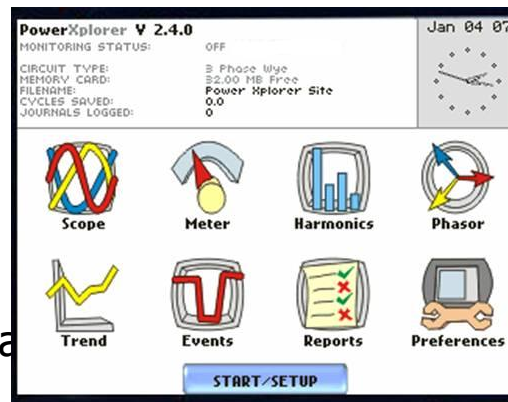 PowerXplorer V 2.4.0
Jan 04 07
MONITORING STATUS: OFF
CIRCUIT TYPE: 3 Phase Wye
MEMORY CARD: 32.00 MB Free
FILENAME: Power Xplorer Site
CYCLES SAVED: 0.0
JOURNALS LOGGED: 0
Scope Meter Harmonics Phasor
Trend Events Reports Preferences
START/SETUP